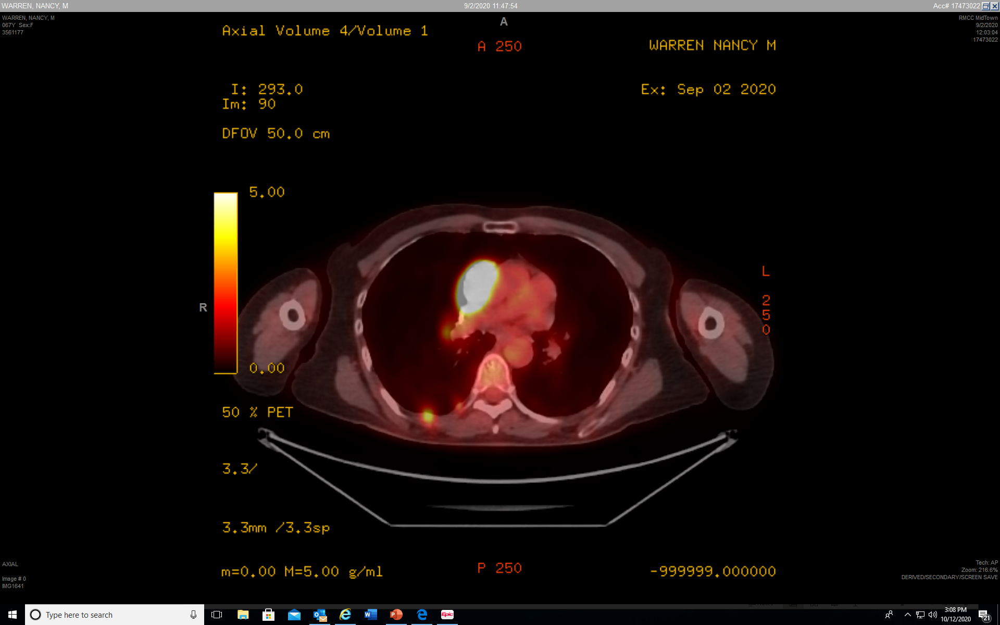 WARREN, NANCY, M
9/2/2020 11:47:54
Acc# 17473022
WARREN, NANCY, M
067Y Sex:F
3561177
RMCC MidTown
9/2/2020
12:03:04
17473022
A
Axial Volume 4/Volume 1
A 250
WARREN NANCY M
I: 293.0
Im: 90
Ex: Sep 02 2020
DFOV 50.0 cm
5.00
R
L
2
5
0
0.00
50 % PET
3.3/
3.3mm /3.3sp
m=0.00 M=5.00 g/ml
P 250
-999999.000000
AXIAL
Image # 0
IMG1641
Tech: AP
Zoom: 216.6%
DERIVED/SECONDARY/SCREEN SAVE
Type here to search
Epic
3:08 PM
10/12/2020
21